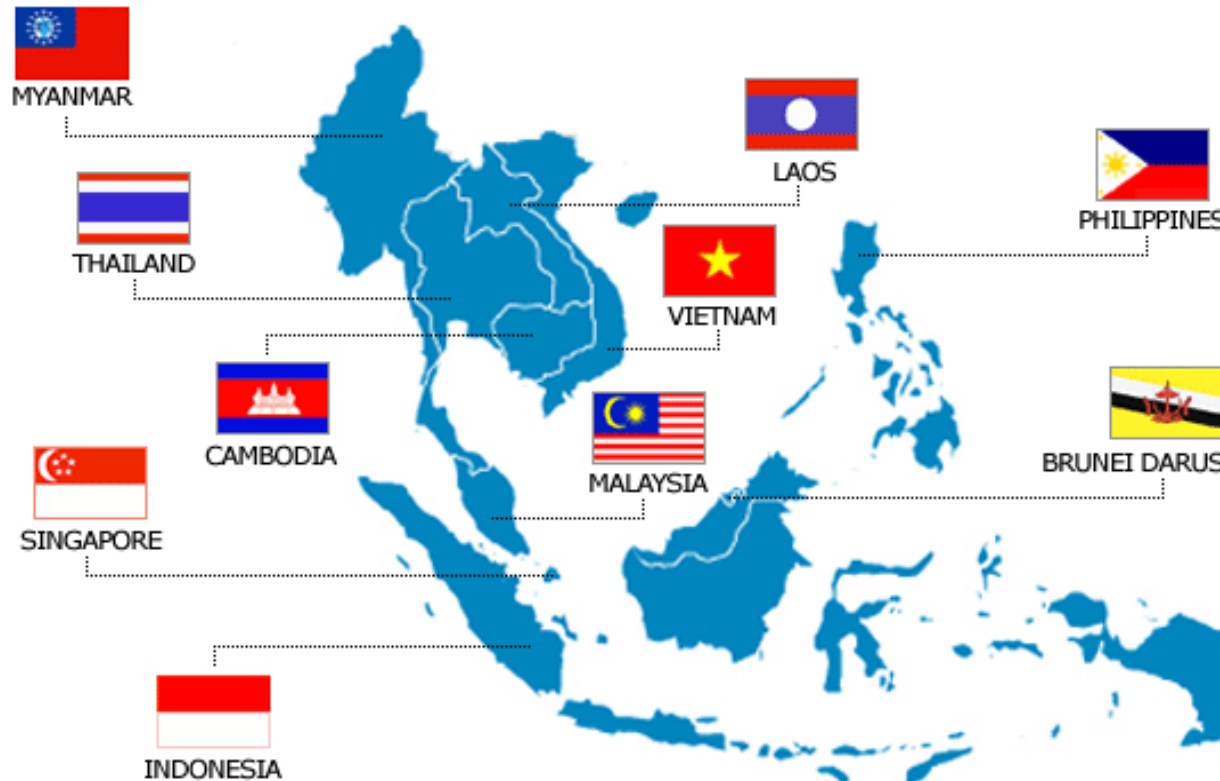 MYANMAR
LAOS
PHILIPPINES
THAILAND
VIETNAM
CAMBODIA
MALAYSIA
BRUNEI DARUS
SINGAPORE
INDONESIA